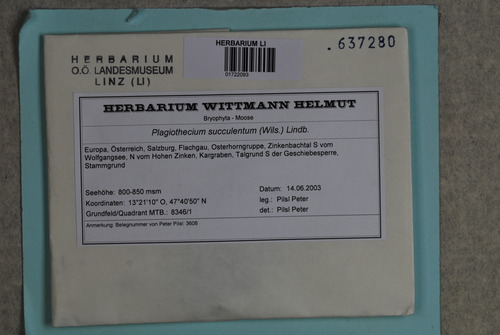 HERBARIUM
O.Ö LANDESMUSEUM
LINZ (LI)
HERBARIUM LI
01722093
.637280
HERBARIUM WITTMANN HELMUT
Bryophyta - Moose
Plagiothecium succulentum (Wils.) Lindb.
Europa, Österreich, Salzburg, Flachgau, Osterhorngruppe, Zinkenbachtal S vom
Wolfgangsee, N vom Hohen Zinken, Kargraben, Talgrund S der Geschiebesperre,
Stammgrund
Seehöhe: 800-850 msm
Datum: 14.06.2003
Koordinaten: 13°21'10" O, 47°40'50" N
leg.: Pilsl Peter
Grundfeld/Quadrant MTB.: 8346/1
det.: Pilsl Peter
Anmerkung: Belegnummer von Peter Pilsl: 3608